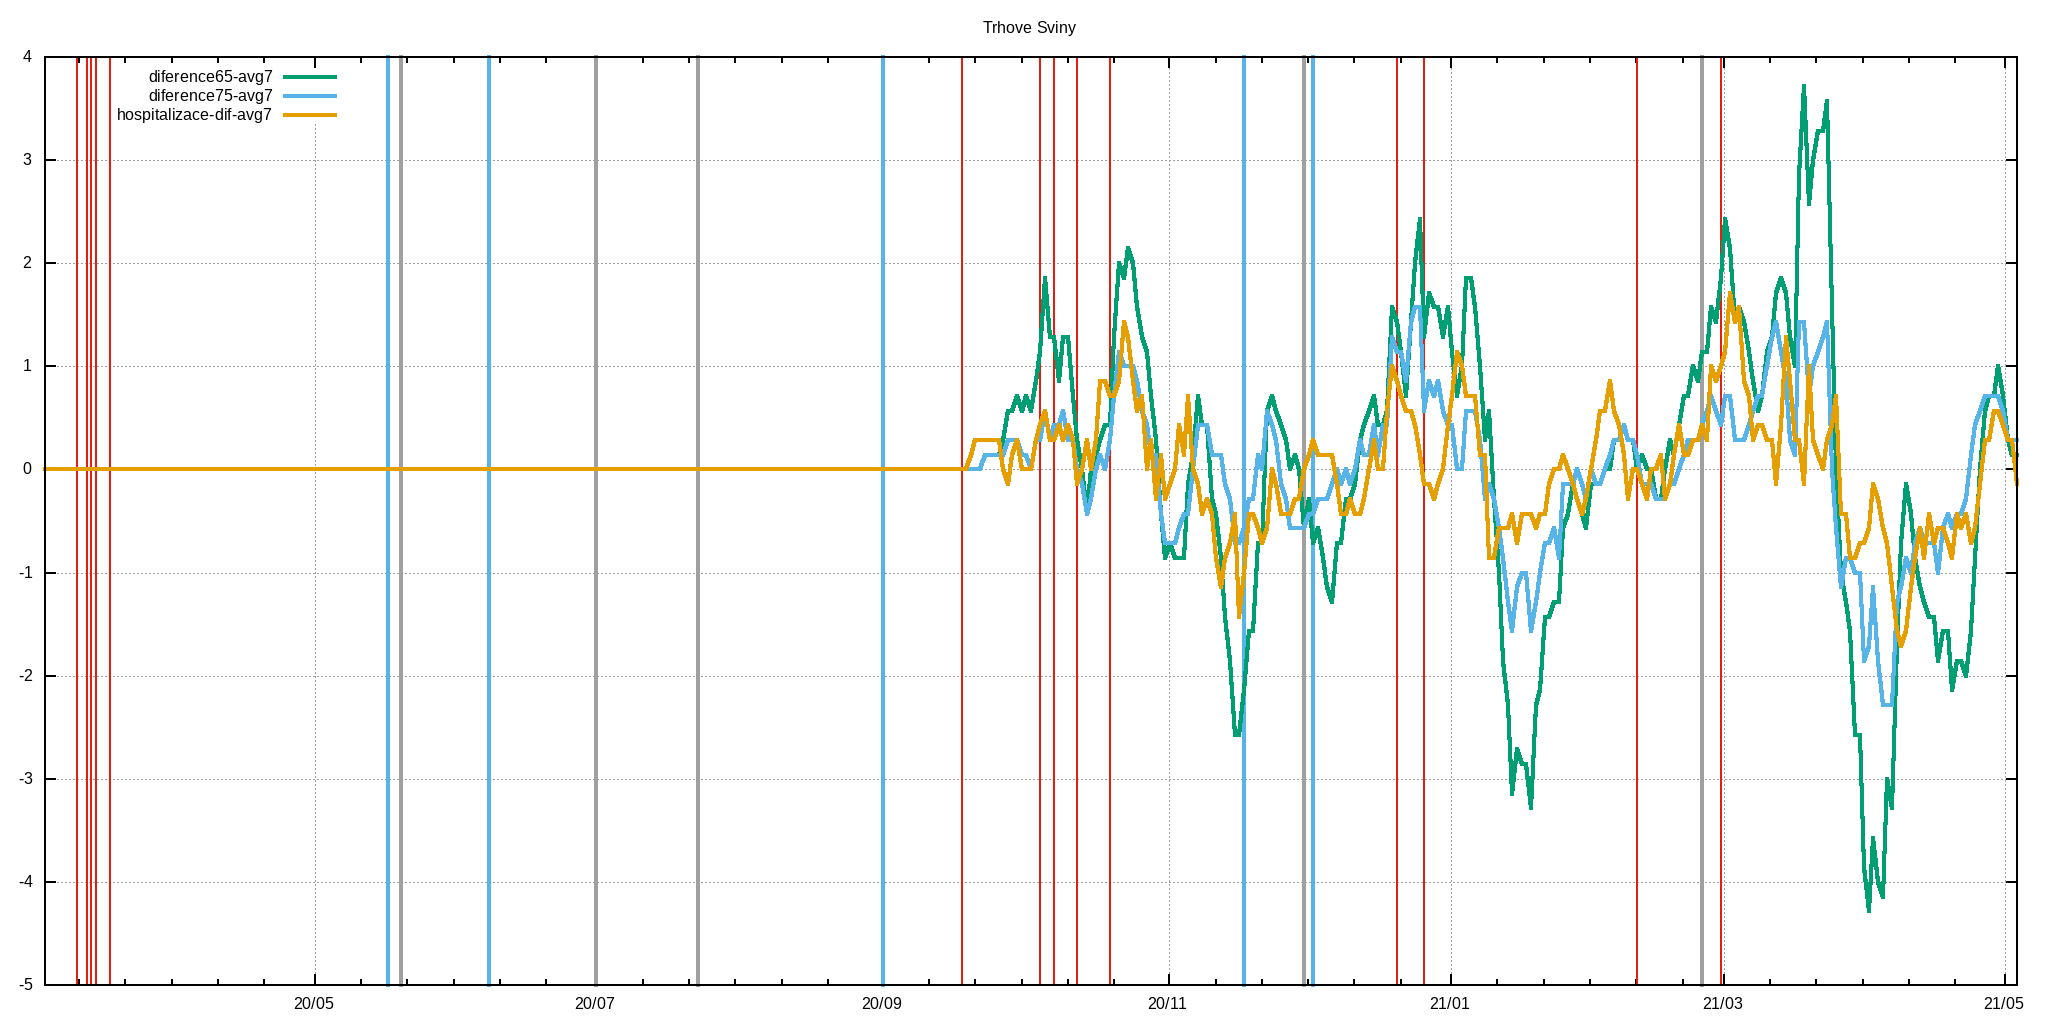 Trhove Sviny
diference65-avg7
diference75-avg7
hospitalizace-dif-avg7
4
3
2
1
0
-1
-2
-3
-4
-5
20/05 20/07 20/09 20/11 21/01 21/03 21/05